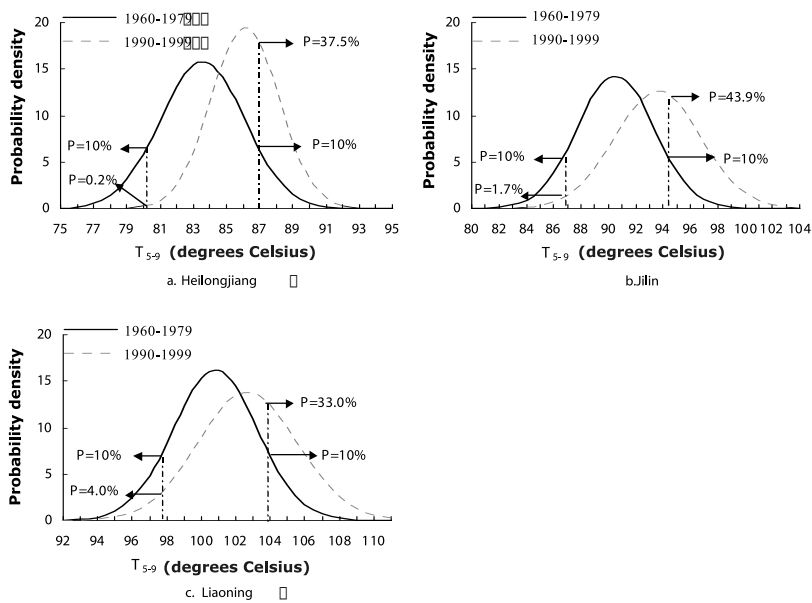 1960-1979□□□
1990-1999□□□
P=37.5%
P=10%
P=0.2%
P=10%
Probability density
0
5
10
15
20
75 77 79 81 83 85 87 89 91 93 95
T 5-9 (degrees Celsius)
a. Heilongjiang □
1960-1979
1990-1999
P=43.9%
P=10%
P=1.7%
P=10%
Probability density
0
5
10
15
20
80 82 84 86 88 90 92 94 96 98 100 102 104
T 5-9 (degrees Celsius)
b.Jilin
1960-1979
1990-1999
P=33.0%
P=10%
P=4.0%
P=10%
Probability density
0
5
10
15
20
92 94 96 98 100 102 104 106 108 110
T 5-9 (degrees Celsius)
c. Liaoning □